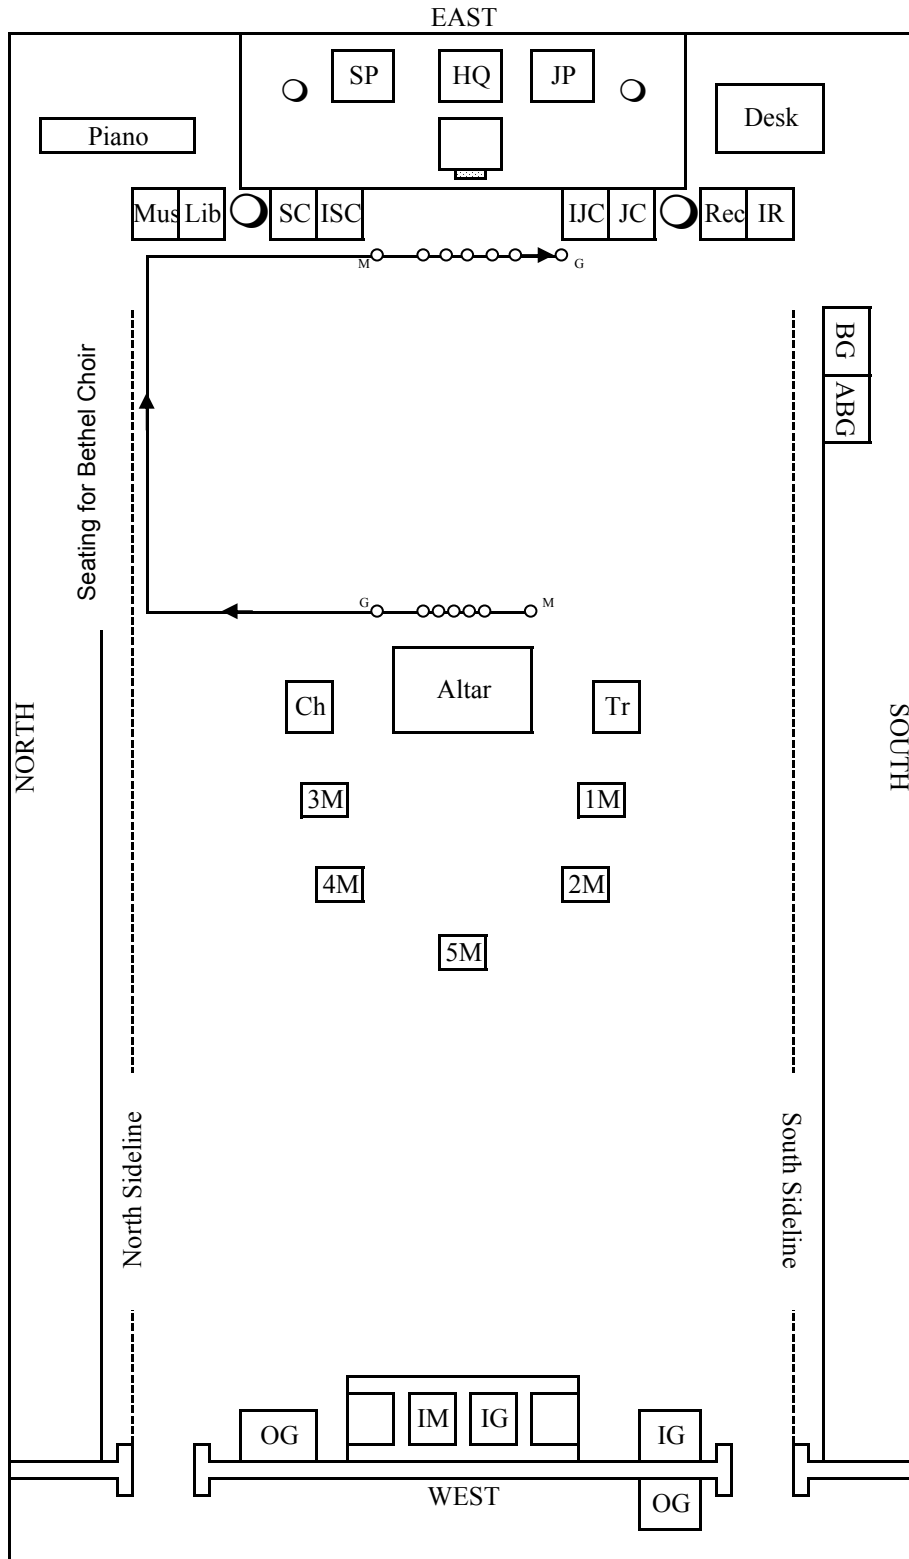 EAST
SP
HQ
JP
Desk
Piano
Mus
Lib
SC
ISC
IJC
JC
Rec
IR
M
G
BG
ABG
Seating for Bethel Choir
G
M
Altar
Ch
Tr
NORTH
SOUTH
3M
1M
4M
2M
5M
North Sideline
South Sideline
OG
IM
IG
IG
WEST
OG